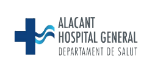 ALACANT
HOSPITAL GENERAL
DEPARTAMENT DE SALUT